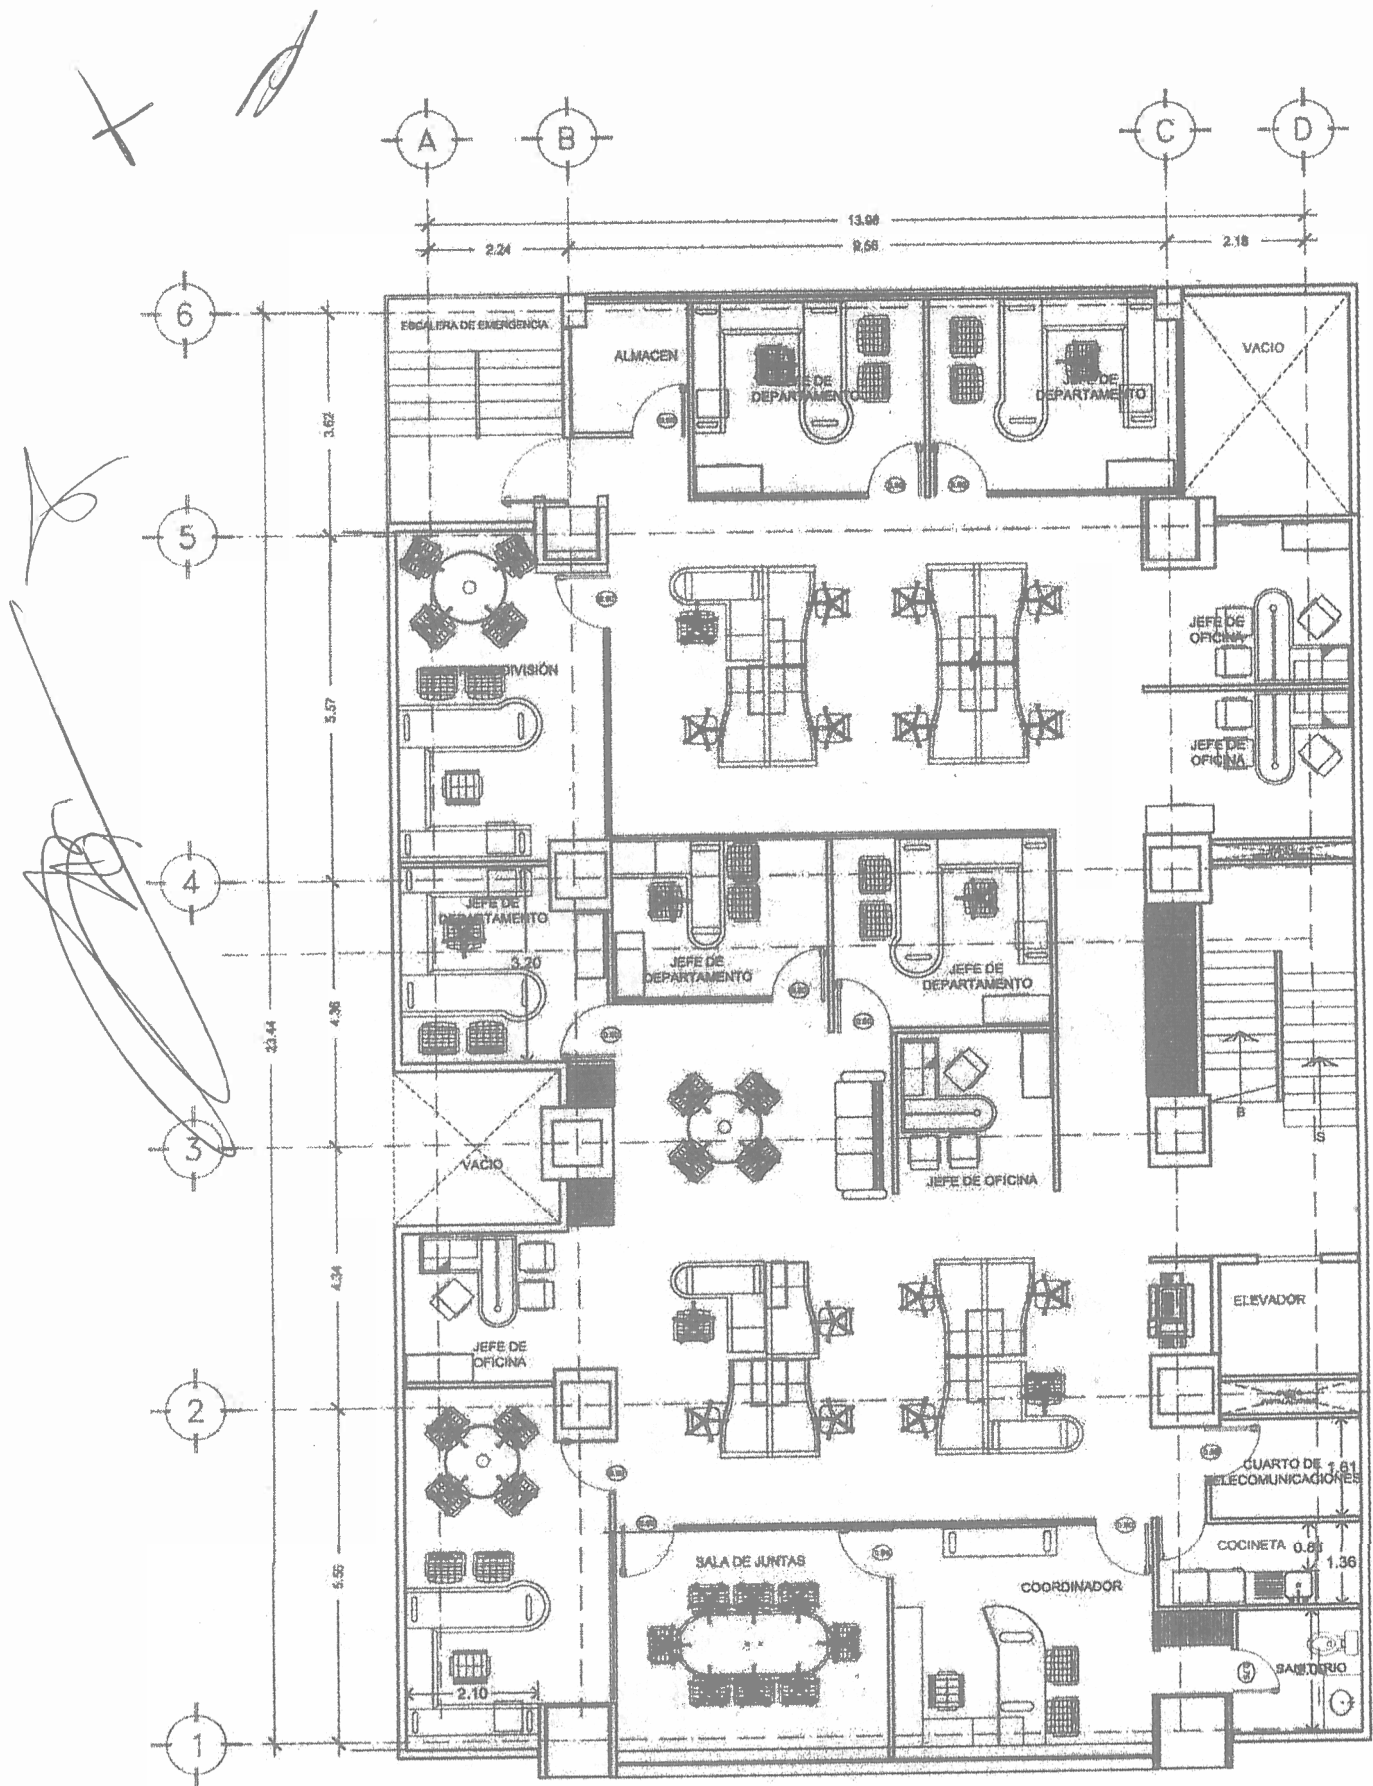 A
B
C
D
13.98
2.24
9.56
2.18
6
ESCALERA DE EMERGENCIA
ALMACEN
JEFE DE
DEPARTAMENTO
JEFE DE
DEPARTAMENTO
VACIO
3.62
5
JEFE DE
OFICINA
DIVISIÓN
5.57
JEFE DE
OFICINA
4
JEFE DE
DEPARTAMENTO
3.20
JEFE DE
DEPARTAMENTO
JEFE DE
DEPARTAMENTO
4.36
23.44
B
S
3
VACIO
JEFE DE OFICINA
4.34
ELEVADOR
JEFE DE
OFICINA
2
CUARTO DE
TELECOMUNICACIONES
1.61
COCINETA
1.36
SALA DE JUNTAS
COORDINADOR
5.55
SANITARIO
2.10
1